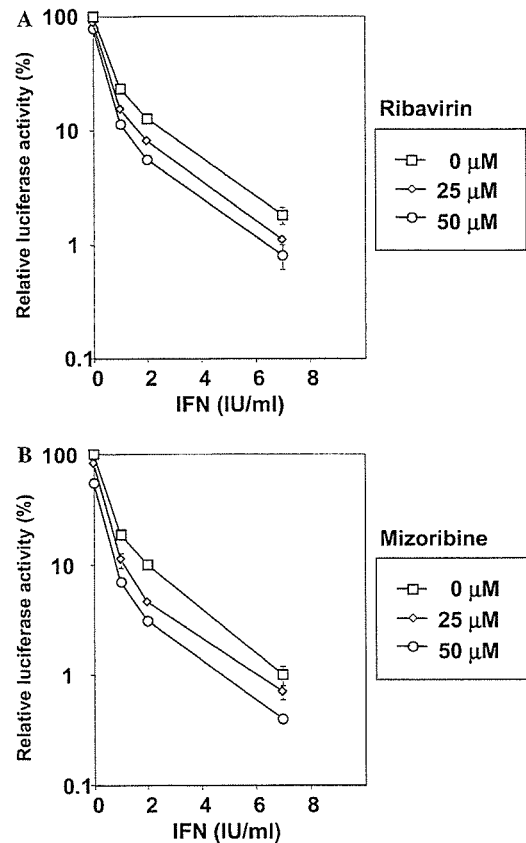 A
Relative luciferase activity (%)
100
10
1
0.1
0 2 4 6 8
IFN (IU/ml)
Ribavirin
0 µM
25 µM
50 µM
B
Relative luciferase activity (%)
100
10
1
0.1
0 2 4 6 8
IFN (IU/ml)
Mizoribine
0 µM
25 µM
50 µM